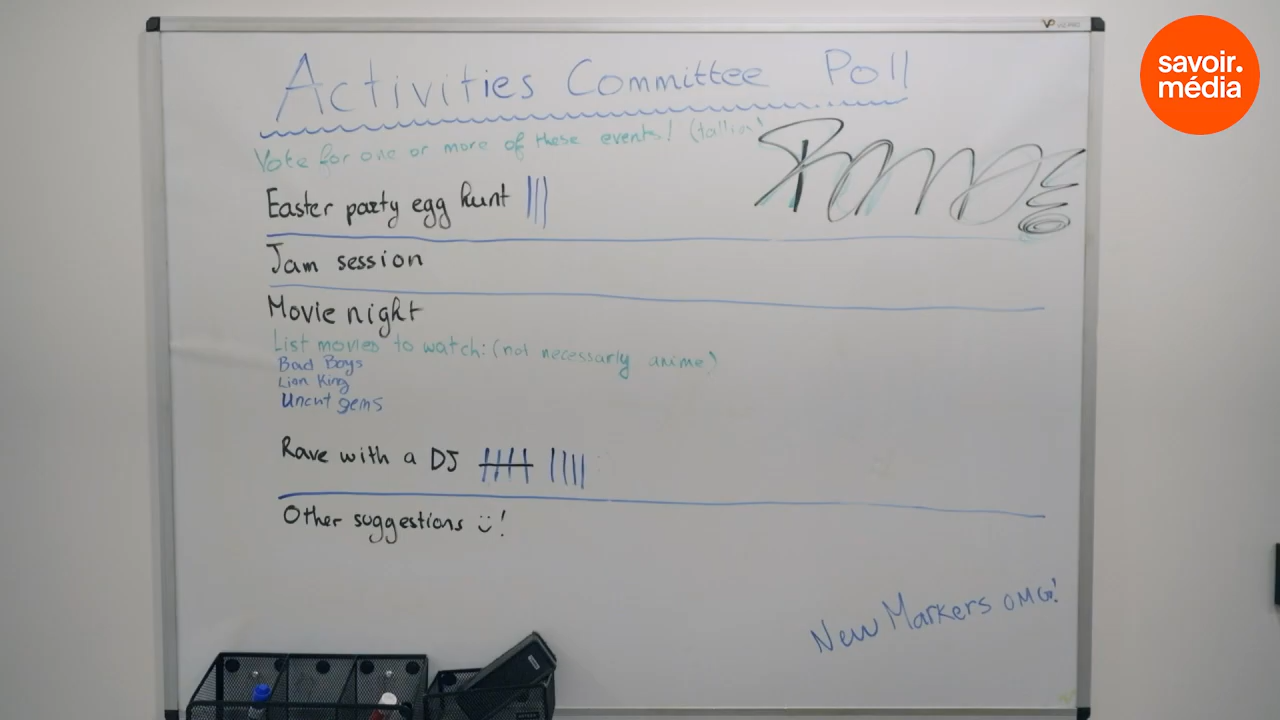 Activities Committee Poll
Vote for one or more of these events! (tallies)
Easter party egg hunt |||
Jam session
Movie night
List movies to watch: (not necessarly anime)
Bad Boys
Lion King
Uncut gems
Rave with a DJ
Other suggestions !
New Markers OMG!
savoir.
média